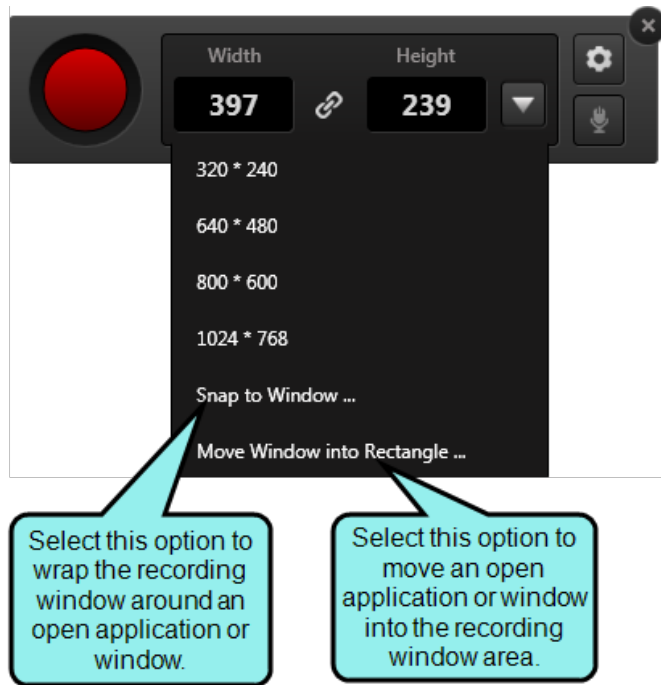 Width Height
397 239
320 * 240
640 * 480
800 * 600
1024 * 768
Snap to Window ...
Move Window into Rectangle ...
Select this option to
wrap the recording
window around an
open application or
window.
Select this option to
move an open
application or window
into the recording
window area.